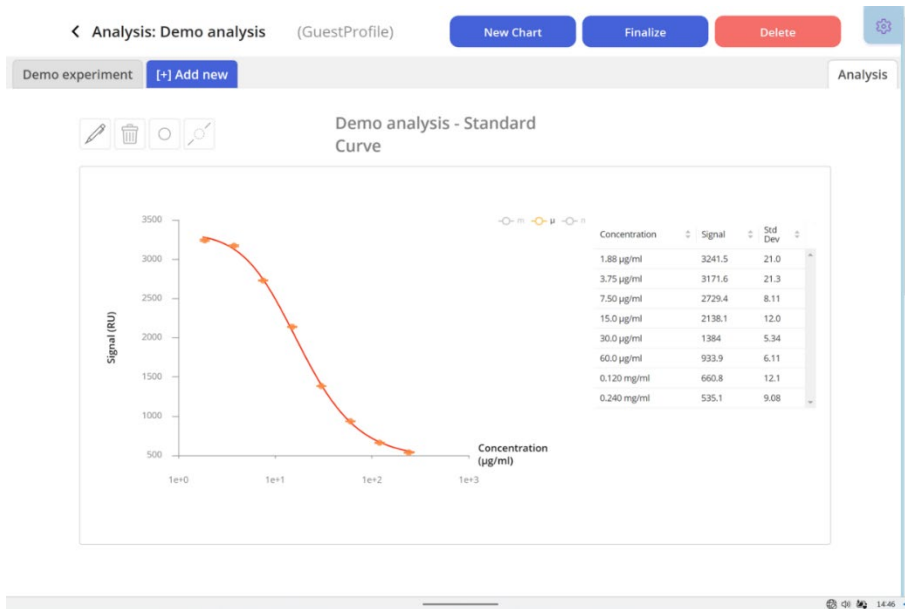 Analysis: Demo analysis (GuestProfile) New Chart Finalize Delete
Demo experiment [+] Add new Analysis
Demo analysis - Standard
Curve
m µ n
Concentration Signal Std
Dev
1.88 µg/ml 3241.5 21.0
3.75 µg/ml 3171.6 21.3
7.50 µg/ml 2729.4 8.11
15.0 µg/ml 2138.1 12.0
30.0 µg/ml 1384 5.34
60.0 µg/ml 933.9 6.11
0.120 mg/ml 660.8 12.1
0.240 mg/ml 535.1 9.08
Signal (RU)
3500
3000
2500
2000
1500
1000
500
1e+0 1e+1 1e+2 1e+3
Concentration
(µg/ml)
14:46